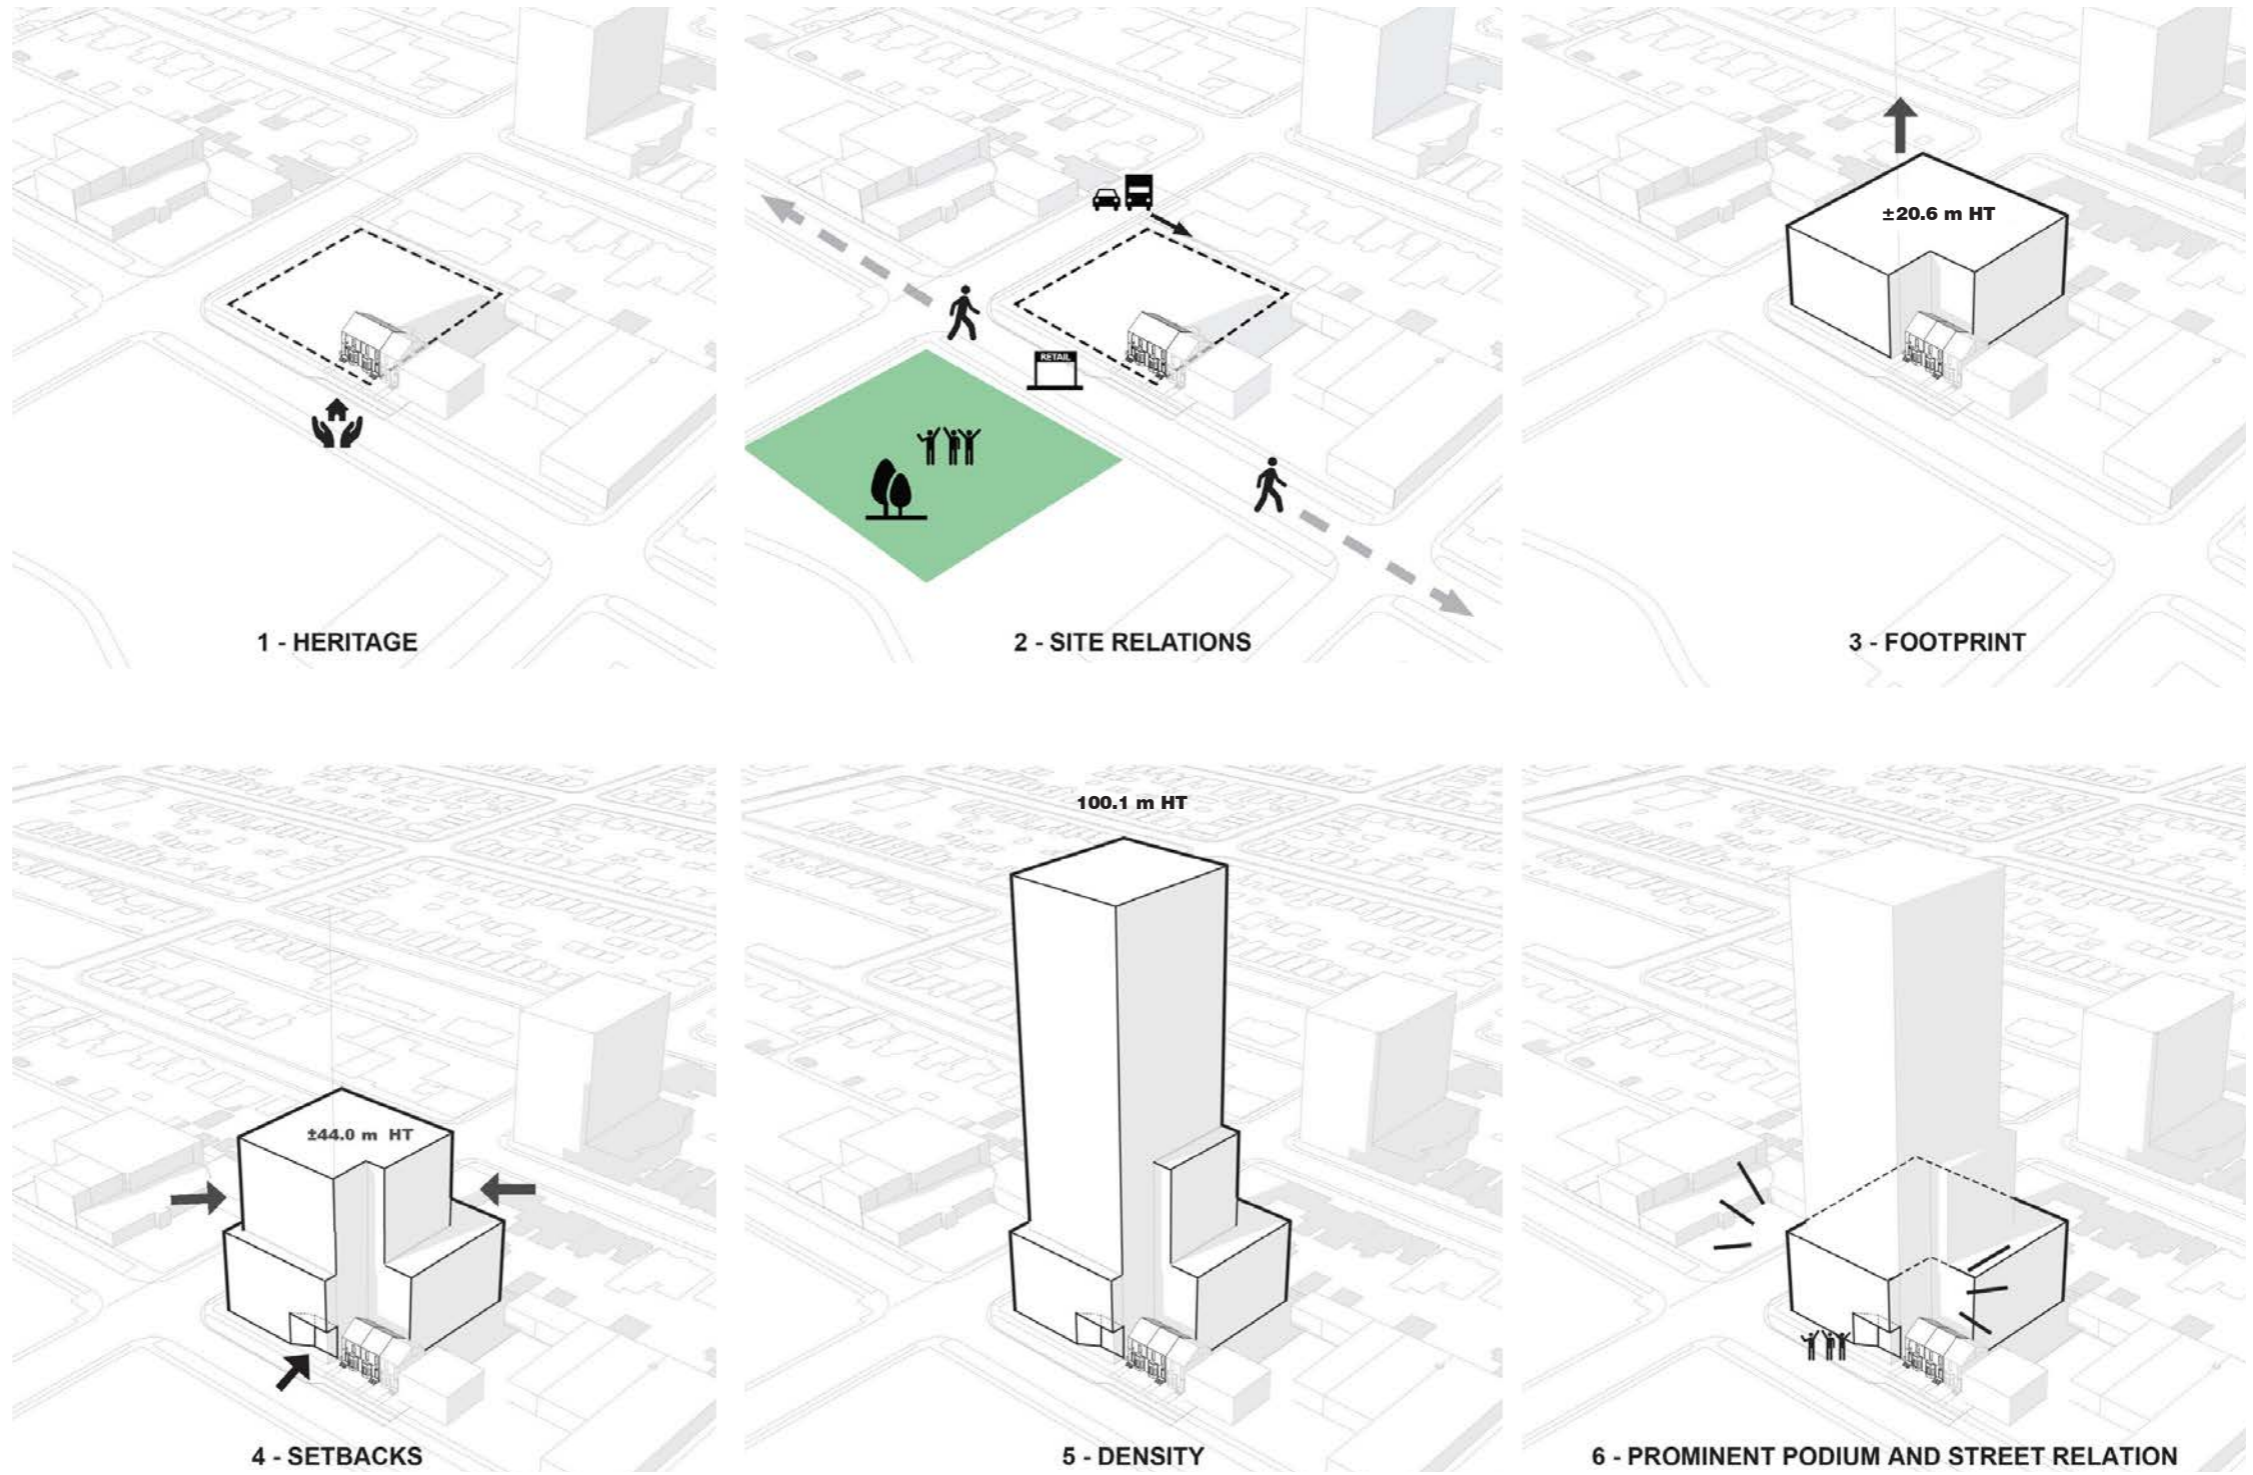 RETAIL
1 - HERITAGE
2 - SITE RELATIONS
±20.6 m HT
3 - FOOTPRINT
±44.0 m HT
4 - SETBACKS
100.1 m HT
5 - DENSITY
6 - PROMINENT PODIUM AND STREET RELATION